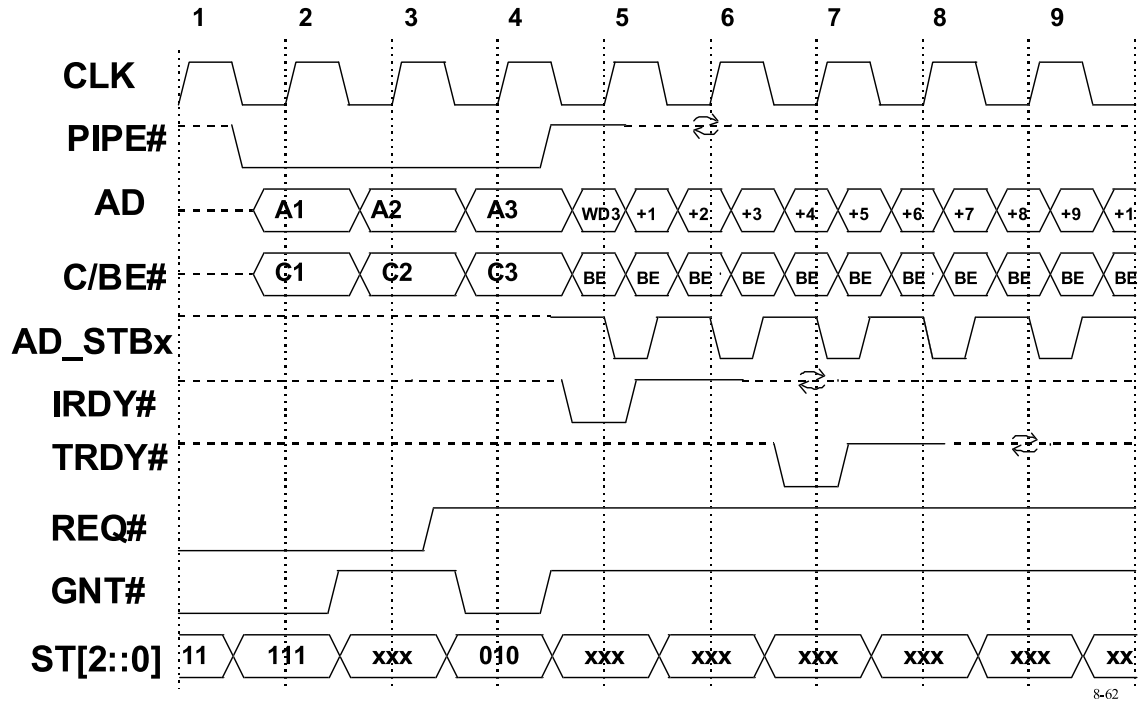 1 2 3 4 5 6 7 8 9
CLK
PIPE#
AD A1 A2 A3 WD3 +1 +2 +3 +4 +5 +6 +7 +8 +9 +1
C/BE# C1 C2 C3 BE BE BE BE BE BE BE BE BE BE BE
AD_STBx
IRDY#
TRDY#
REQ#
GNT#
ST[2::0] 11 111 xxx 010 xxx xxx xxx xxx xxx xx
8-62